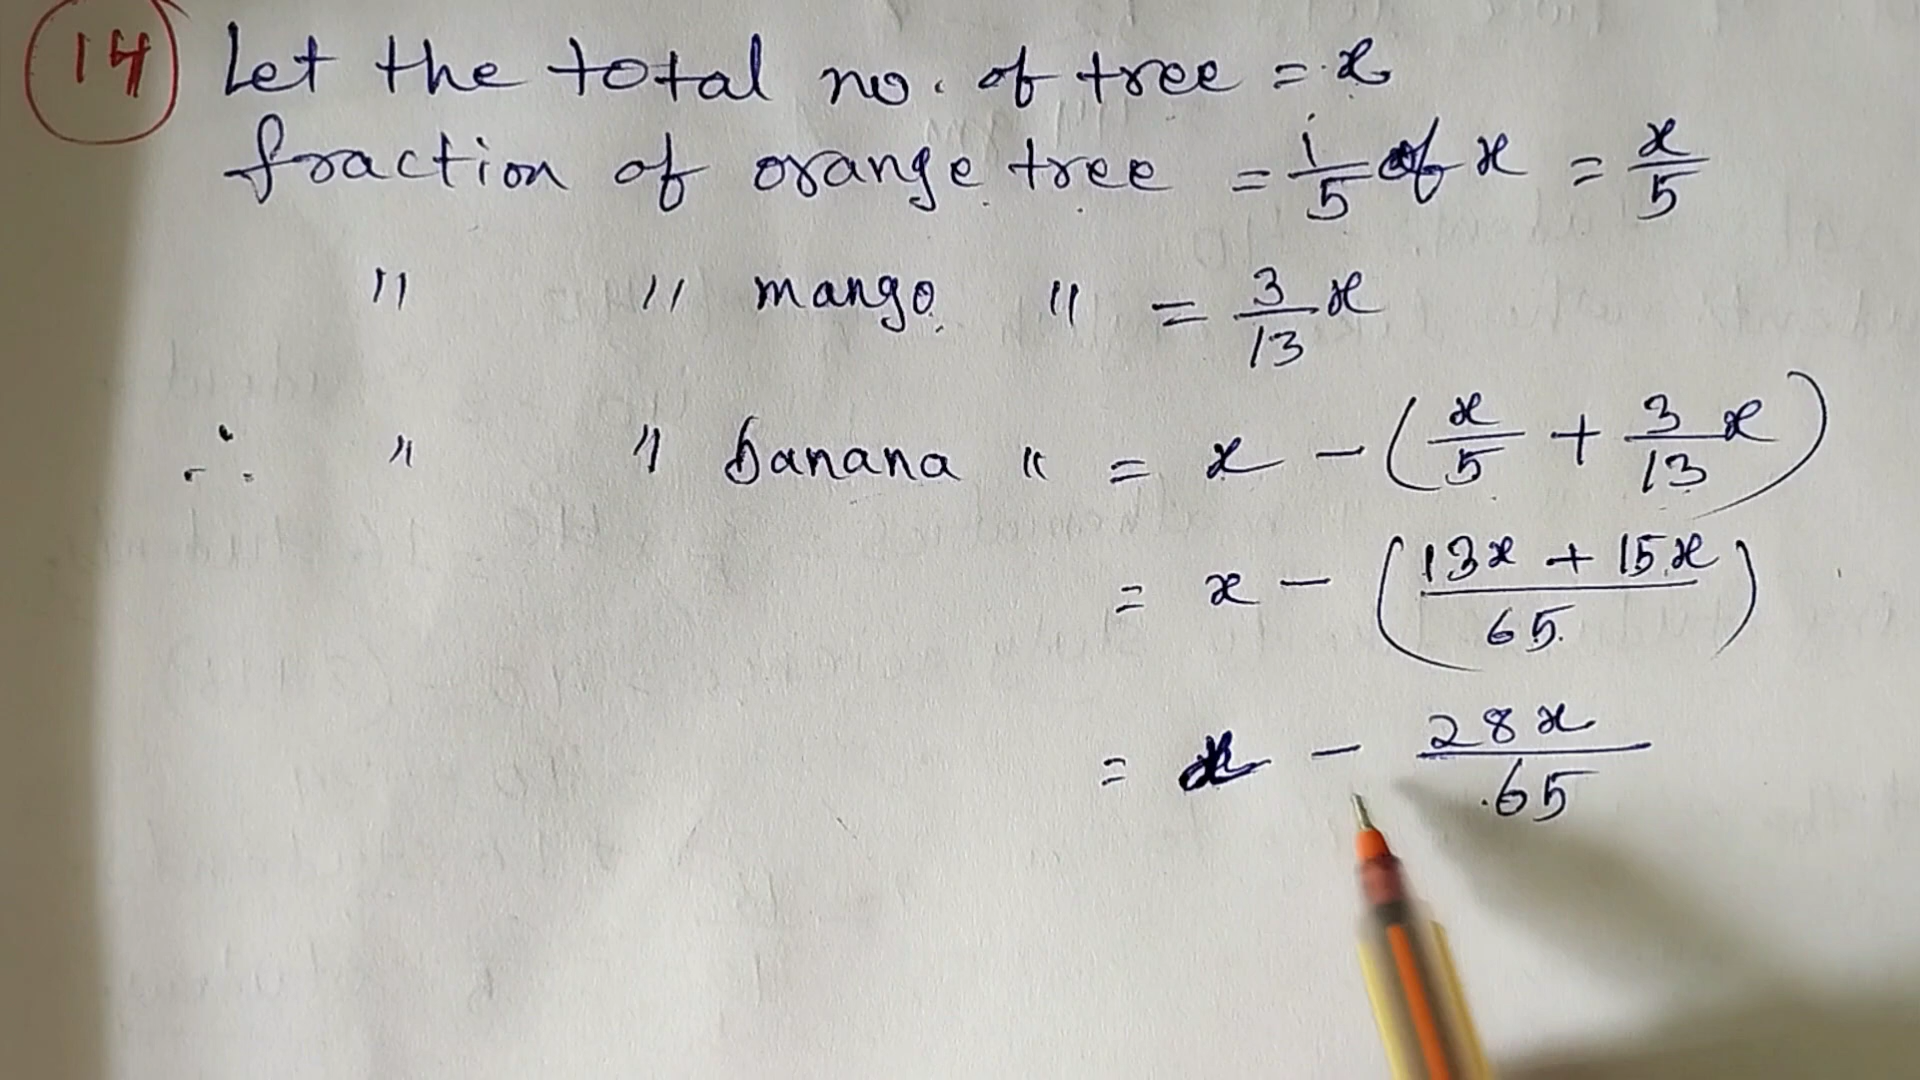 14 Let the total no. of tree = x
fraction of orange tree = 1/5 of x = x/5
" " mango " = 3/13 x
∴ " " banana " = x - (x/5 + 3/13 x)
= x - (13x + 15x / 65)
= x - 28x/65